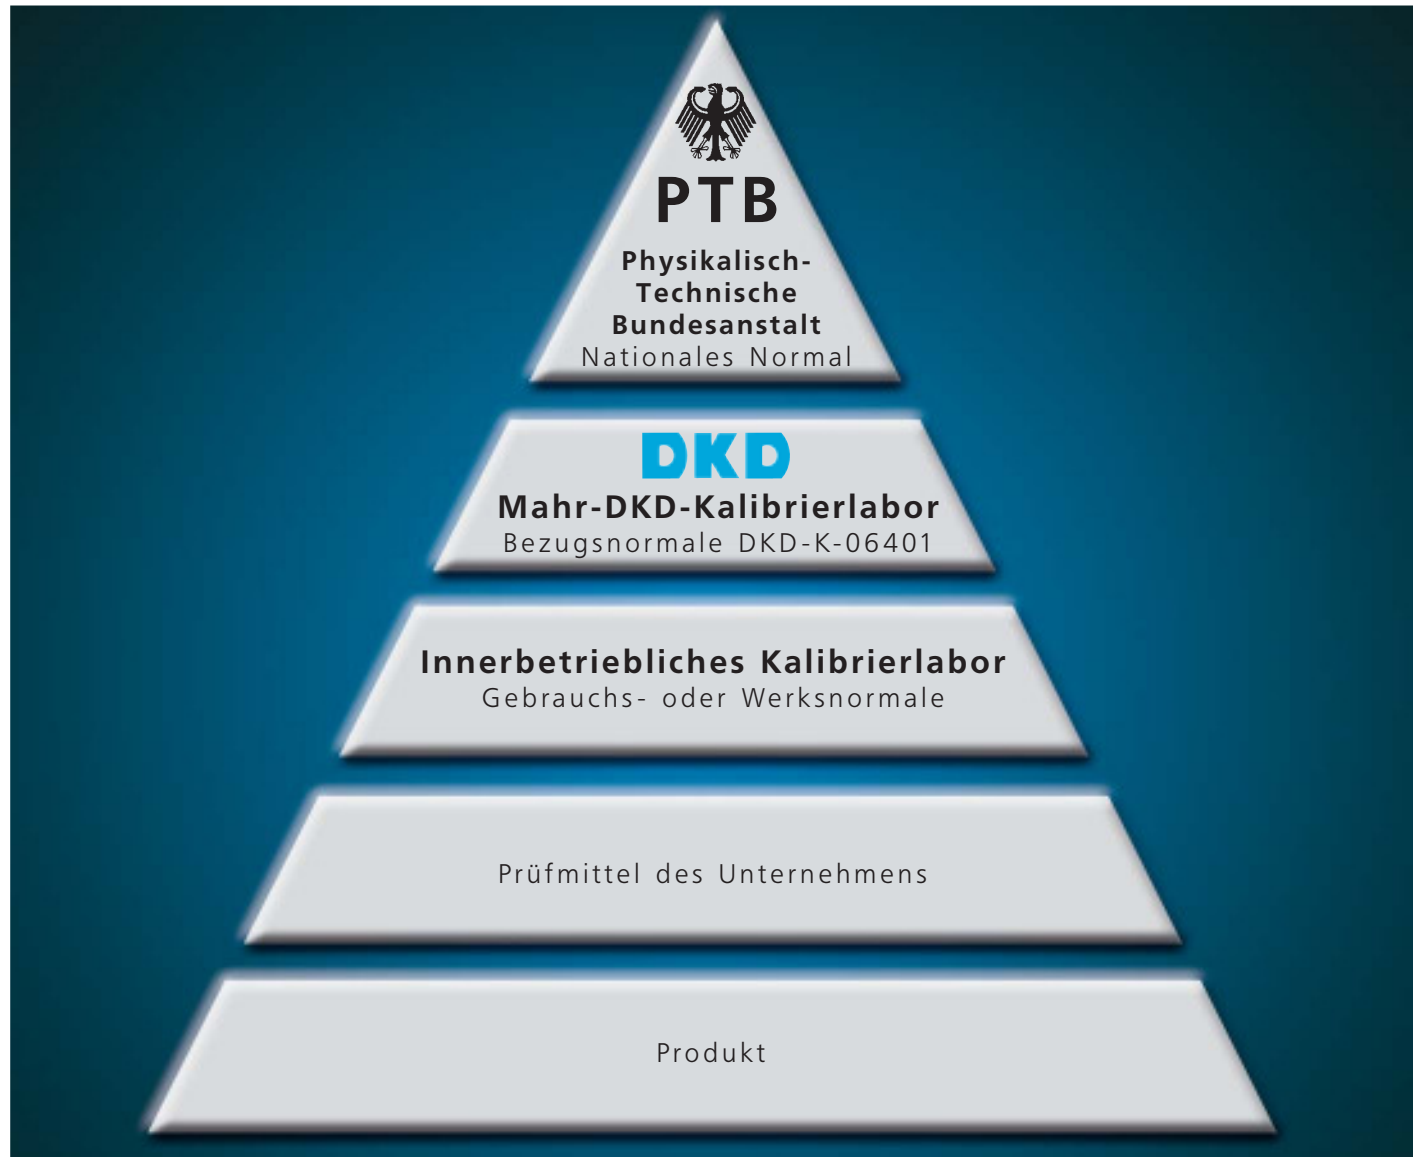 PTB
Physikalisch-
Technische
Bundesanstalt
Nationales Normal
DKD
Mahr-DKD-Kalibrierlabor
Bezugsnormale DKD-K-06401
Innerbetriebliches Kalibrierlabor
Gebrauchs- oder Werksnormale
Prüfmittel des Unternehmens
Produkt